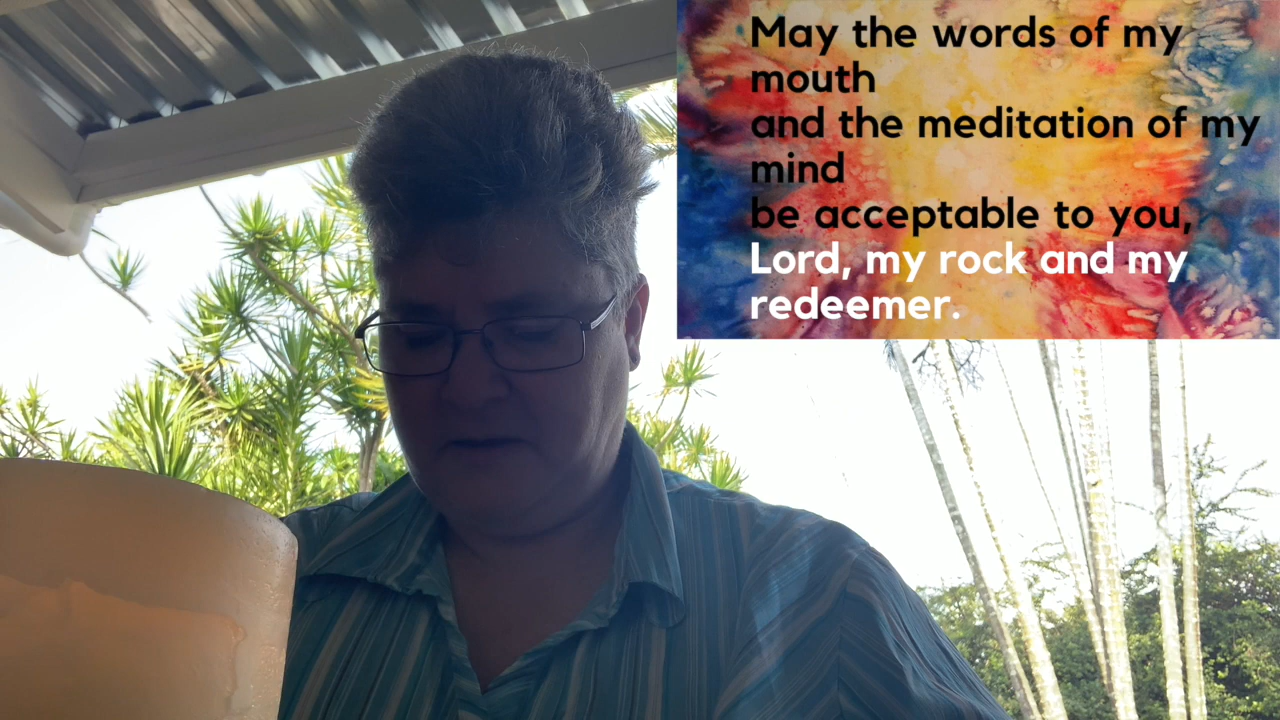 May the words of my
mouth
and the meditation of my
mind
be acceptable to you,
Lord, my rock and my
redeemer.